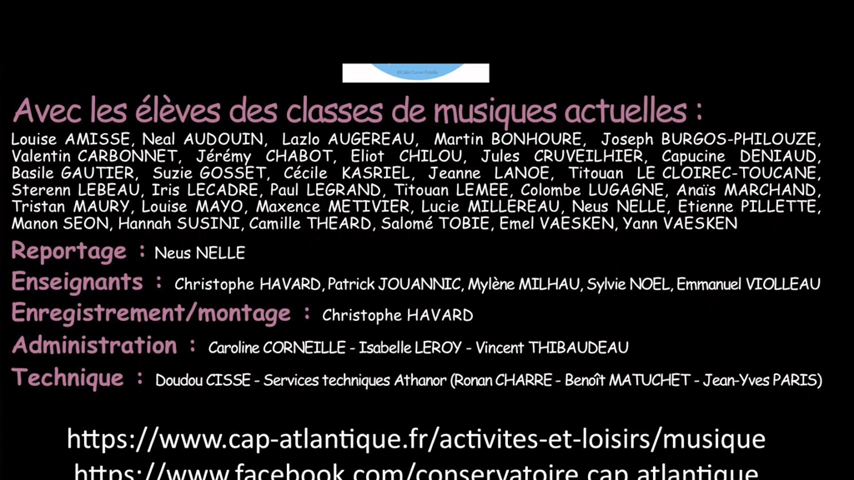 Avec les élèves des classes de musiques actuelles :
Louise AMISSE, Neal AUDOUIN, Lazlo AUGEREAU, Martin BONHOURE, Joseph BURGOS-PHILOUZE,
Valentin CARBONNET, Jérémy CHABOT, Eliot CHILOU, Jules CRUVEILHIER, Capucine DENIAUD,
Basile GAUTIER, Suzie GOSSET, Cécile KASRIEL, Jeanne LANOE, Titouan LE CLOIREC-TOUCANE,
Sterenn LEBEAU, Iris LECADRE, Paul LEGRAND, Titouan LEMEE, Colombe LUGAGNE, Anaïs MARCHAND,
Tristan MAURY, Louise MAYO, Maxence METIVIER, Lucie MILLÉREAU, Neus NELLE, Etienne PILLETTE,
Manon SEON, Hannah SUSINI, Camille THEARD, Salomé TOBIE, Emel VAESKEN, Yann VAESKEN
Reportage : Neus NELLE
Enseignants : Christophe HAVARD, Patrick JOUANNIC, Mylène MILHAU, Sylvie NOEL, Emmanuel VIOLLEAU
Enregistrement/montage : Christophe HAVARD
Administration : Caroline CORNEILLE - Isabelle LEROY - Vincent THIBAUDEAU
Technique : Doudou CISSE - Services techniques Athanor (Ronan CHARRE - Benoît MATUCHET - Jean-Yves PARIS)
https://www.cap-atlantique.fr/activites-et-loisirs/musique
https://www.facebook.com/conservatoire.cap.atlantique